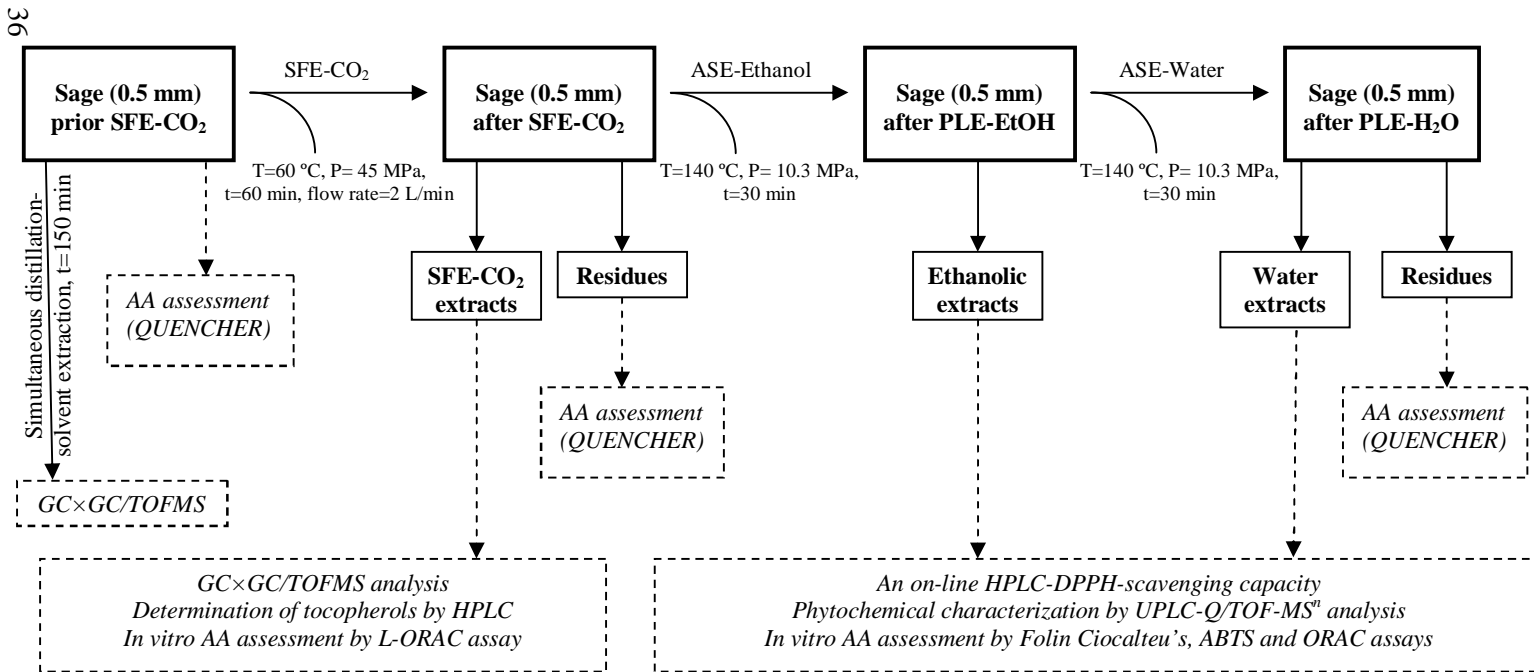 36
Sage (0.5 mm)
prior SFE-CO₂
SFE-CO₂
T=60 ºC, P= 45 MPa,
t=60 min, flow rate=2 L/min
Sage (0.5 mm)
after SFE-CO₂
ASE-Ethanol
T=140 ºC, P= 10.3 MPa,
t=30 min
Sage (0.5 mm)
after PLE-EtOH
ASE-Water
T=140 ºC, P= 10.3 MPa,
t=30 min
Sage (0.5 mm)
after PLE-H₂O
Simultaneous distillation-
solvent extraction, t=150 min
AA assessment
(QUENCHER)
SFE-CO₂
extracts
Residues
Ethanolic
extracts
Water
extracts
Residues
AA assessment
(QUENCHER)
AA assessment
(QUENCHER)
GC×GC/TOFMS
GC×GC/TOFMS analysis
Determination of tocopherols by HPLC
In vitro AA assessment by L-ORAC assay
An on-line HPLC-DPPH-scavenging capacity
Phytochemical characterization by UPLC-Q/TOF-MSⁿ analysis
In vitro AA assessment by Folin Ciocalteu's, ABTS and ORAC assays